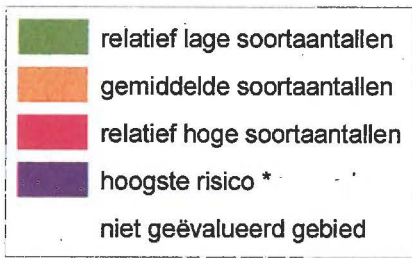 relatief lage soortaantallen
gemiddelde soortaantallen
relatief hoge soortaantallen
hoogste risico *
niet geëvalueerd gebied